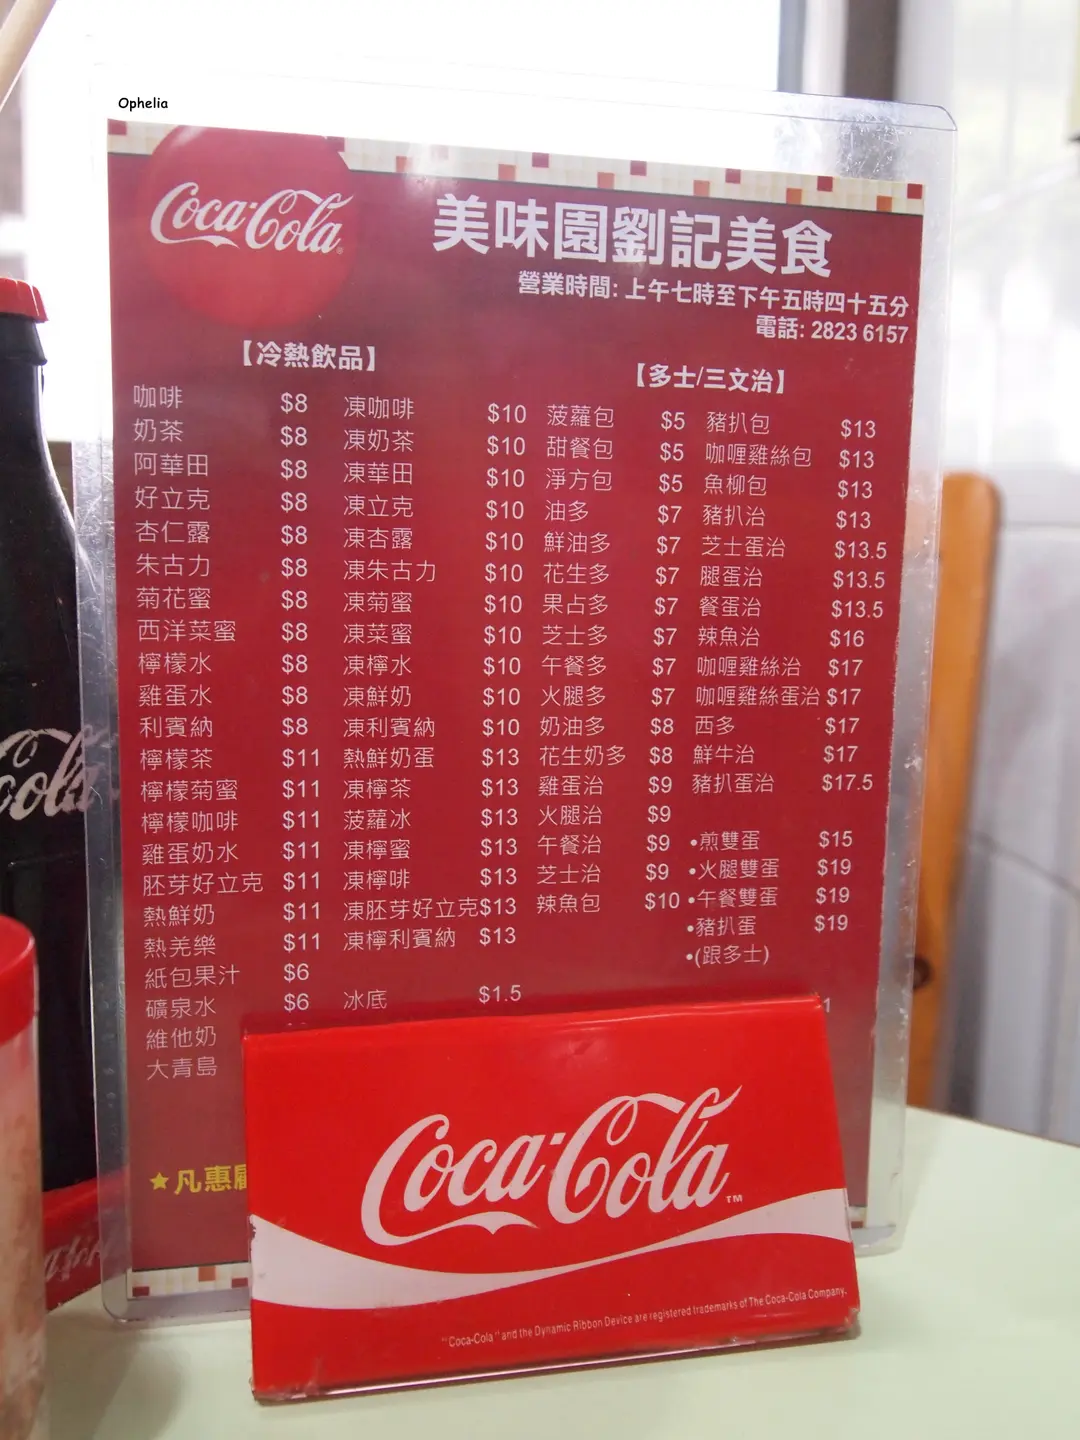 Ophelia
Coca-Cola
美味園劉記美食
營業時間: 上午七時至下午五時四十五分
電話: 2823 6157
【冷熱飲品】
咖啡 $8
奶茶 $8
阿華田 $8
好立克 $8
杏仁露 $8
朱古力 $8
菊花蜜 $8
西洋菜蜜 $8
檸檬水 $8
雞蛋水 $8
利賓納 $8
檸檬茶 $11
檸檬菊蜜 $11
檸檬咖啡 $11
雞蛋奶水 $11
胚芽好立克 $11
熱鮮奶 $11
熱羌樂 $11
紙包果汁 $6
礦泉水 $6
維他奶
大青島
凍咖啡 $10
凍奶茶 $10
凍華田 $10
凍立克 $10
凍杏露 $10
凍朱古力 $10
凍菊蜜 $10
凍菜蜜 $10
凍檸水 $10
凍鮮奶 $10
凍利賓納 $10
熱鮮奶蛋 $13
凍檸茶 $13
菠蘿冰 $13
凍檸蜜 $13
凍檸啡 $13
凍胚芽好立克 $13
凍檸利賓納 $13
冰底 $1.5
【多士/三文治】
菠蘿包 $5
甜餐包 $5
淨方包 $5
油多 $7
鮮油多 $7
花生多 $7
果占多 $7
芝士多 $7
午餐多 $7
火腿多 $7
奶油多 $8
花生奶多 $8
雞蛋治 $9
火腿治 $9
午餐治 $9
芝士治 $9
辣魚包 $10
豬扒包 $13
咖喱雞絲包 $13
魚柳包 $13
豬扒治 $13
芝士蛋治 $13.5
腿蛋治 $13.5
餐蛋治 $13.5
辣魚治 $16
咖喱雞絲治 $17
咖喱雞絲蛋治 $17
西多 $17
鮮牛治 $17
豬扒蛋治 $17.5
•煎雙蛋 $15
•火腿雙蛋 $19
•午餐雙蛋 $19
•豬扒蛋 $19
•(跟多士)
1
★凡惠顧
Cola
Coca-Cola™
"Coca-Cola" and the Dynamic Ribbon Device are registered trademarks of The Coca-Cola Company.